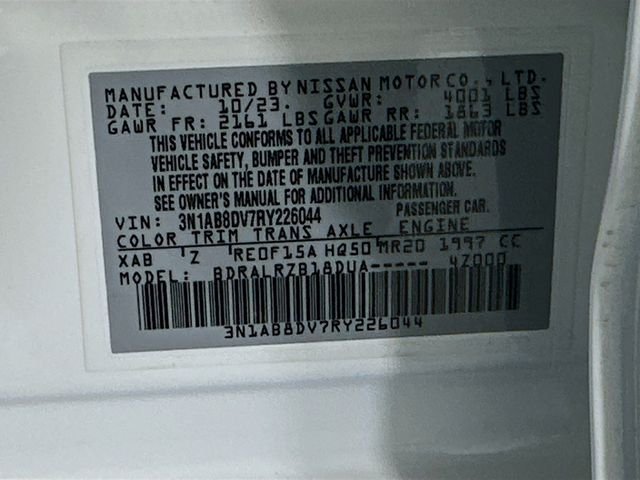 MANUFACTURED BY NISSAN MOTOR CO., LTD.
DATE: 10/23. GVWR: 4001 LBS
GAWR FR: 2161 LBS GAWR RR: 1863 LBS
THIS VEHICLE CONFORMS TO ALL APPLICABLE FEDERAL MOTOR
VEHICLE SAFETY, BUMPER AND THEFT PREVENTION STANDARDS
IN EFFECT ON THE DATE OF MANUFACTURE SHOWN ABOVE.
SEE OWNER'S MANUAL FOR ADDITIONAL INFORMATION.
VIN: 3N1AB8DV7RY226044 PASSENGER CAR.
COLOR TRIM TRANS AXLE ENGINE
XAB Z RE0F15A HQ50 MR20 1997 CC
MODEL: BDRALRZB18DUA----- 4Z000
3N1AB8DV7RY226044